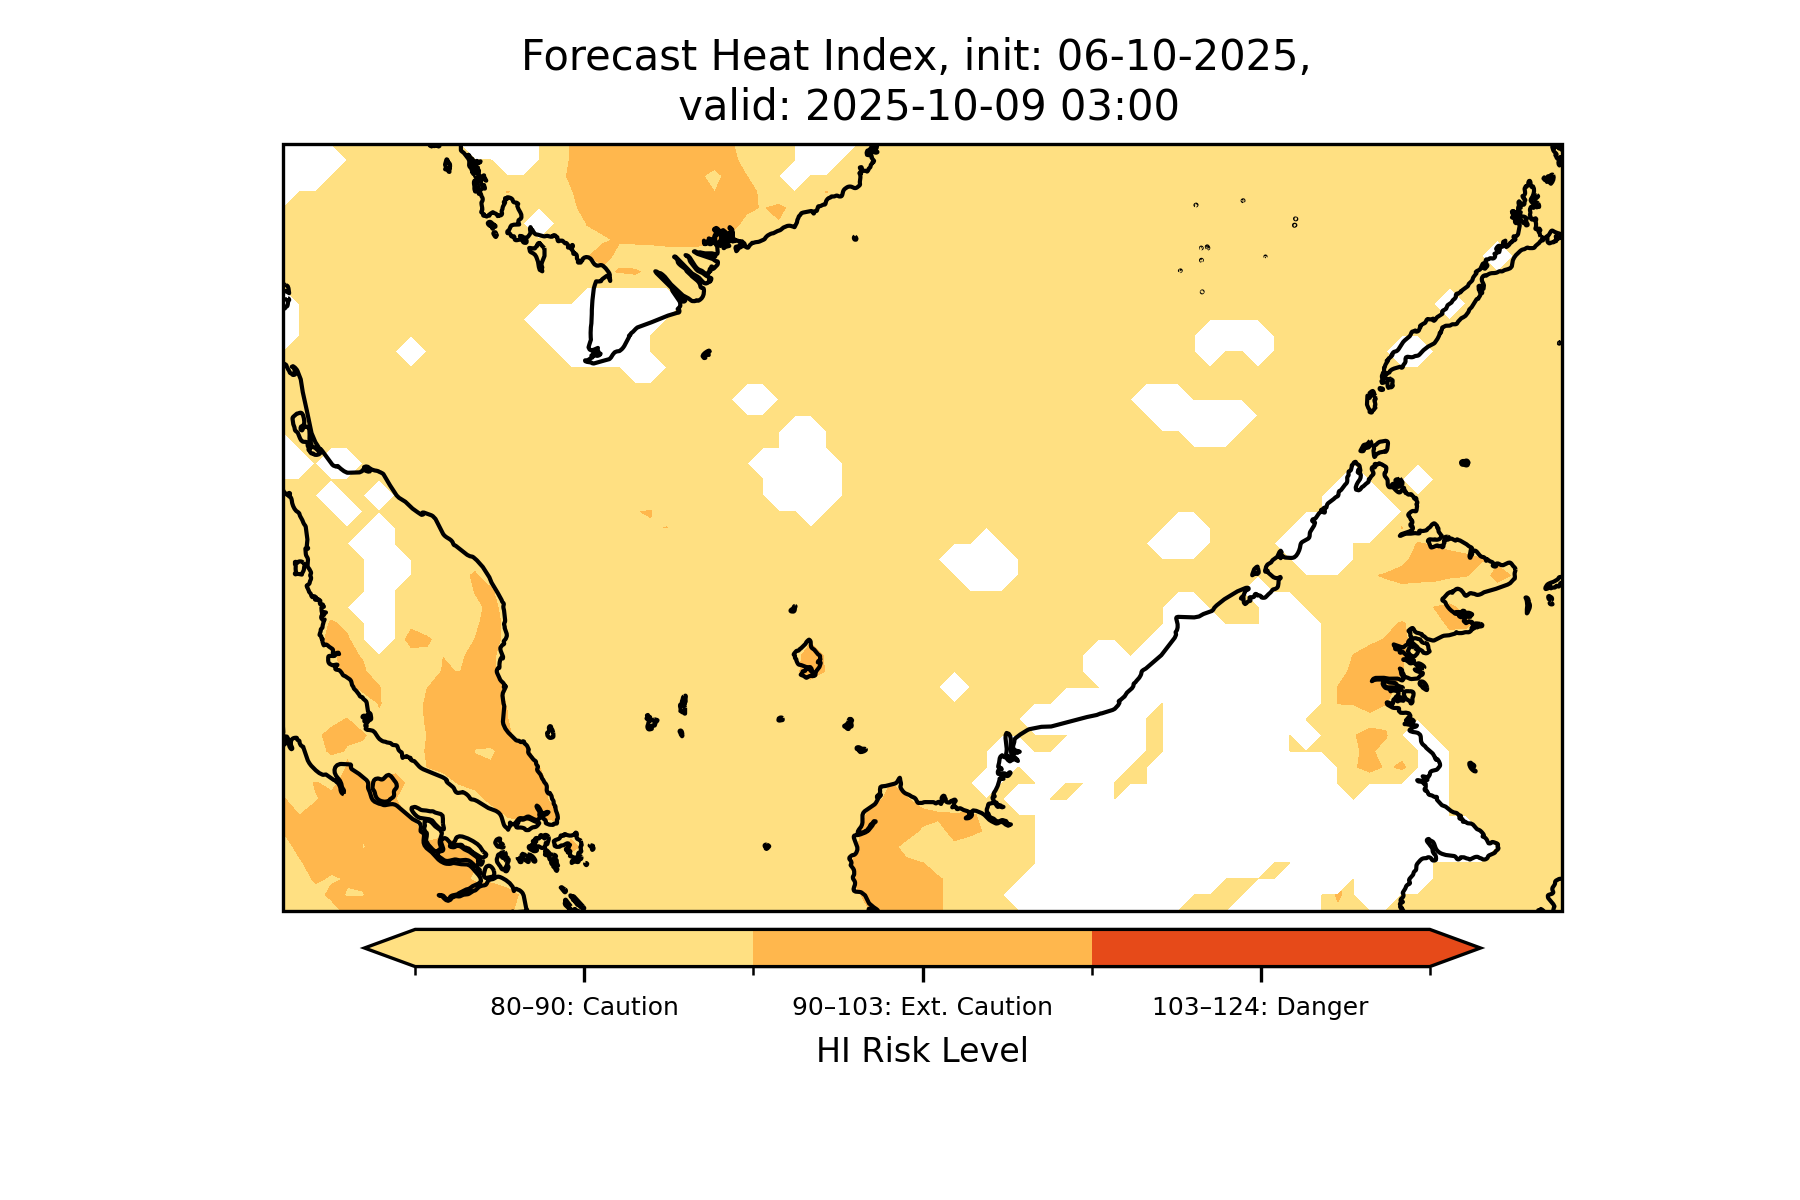 Forecast Heat Index, init: 06-10-2025,
valid: 2025-10-09 03:00
80–90: Caution
90–103: Ext. Caution
103–124: Danger
HI Risk Level